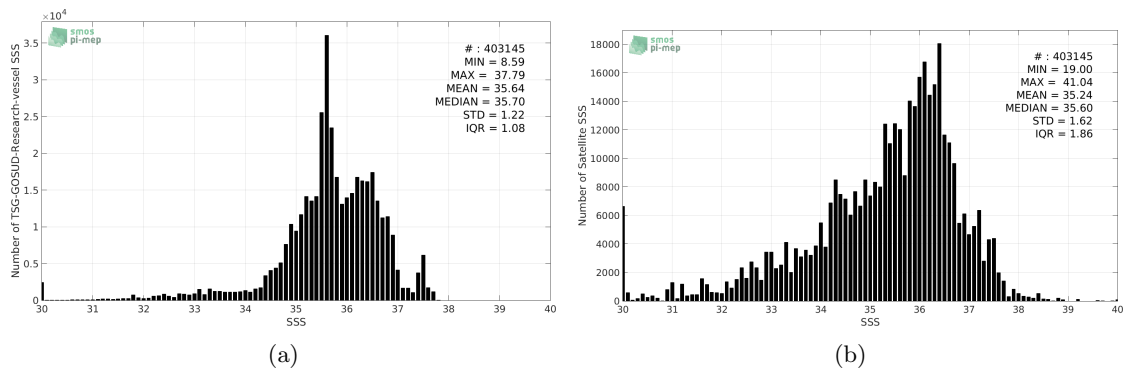 ×10⁴
smos
pi-mep
# : 403145
MIN = 8.59
MAX = 37.79
MEAN = 35.64
MEDIAN = 35.70
STD = 1.22
IQR = 1.08
Number of TSG-GOSUD-Research-vessel SSS
3.5
3
2.5
2
1.5
1
0.5
0
30 31 32 33 34 35 36 37 38 39 40
SSS
(a)
smos
pi-mep
# : 403145
MIN = 19.00
MAX = 41.04
MEAN = 35.24
MEDIAN = 35.60
STD = 1.62
IQR = 1.86
Number of Satellite SSS
18000
16000
14000
12000
10000
8000
6000
4000
2000
0
30 31 32 33 34 35 36 37 38 39 40
SSS
(b)